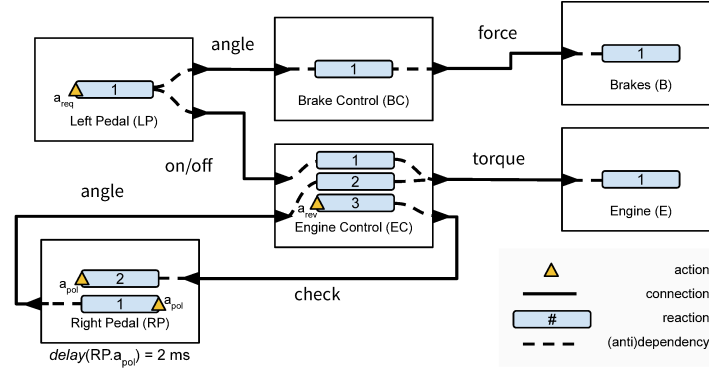 angle
force
1
Brakes (B)
1
a_req
Left Pedal (LP)
1
Brake Control (BC)
on/off
1
2
a_rev
3
Engine Control (EC)
torque
1
Engine (E)
angle
a_pol
2
1
a_pol
Right Pedal (RP)
check
delay(RP.a_pol) = 2 ms
action
connection
# reaction
(anti)dependency